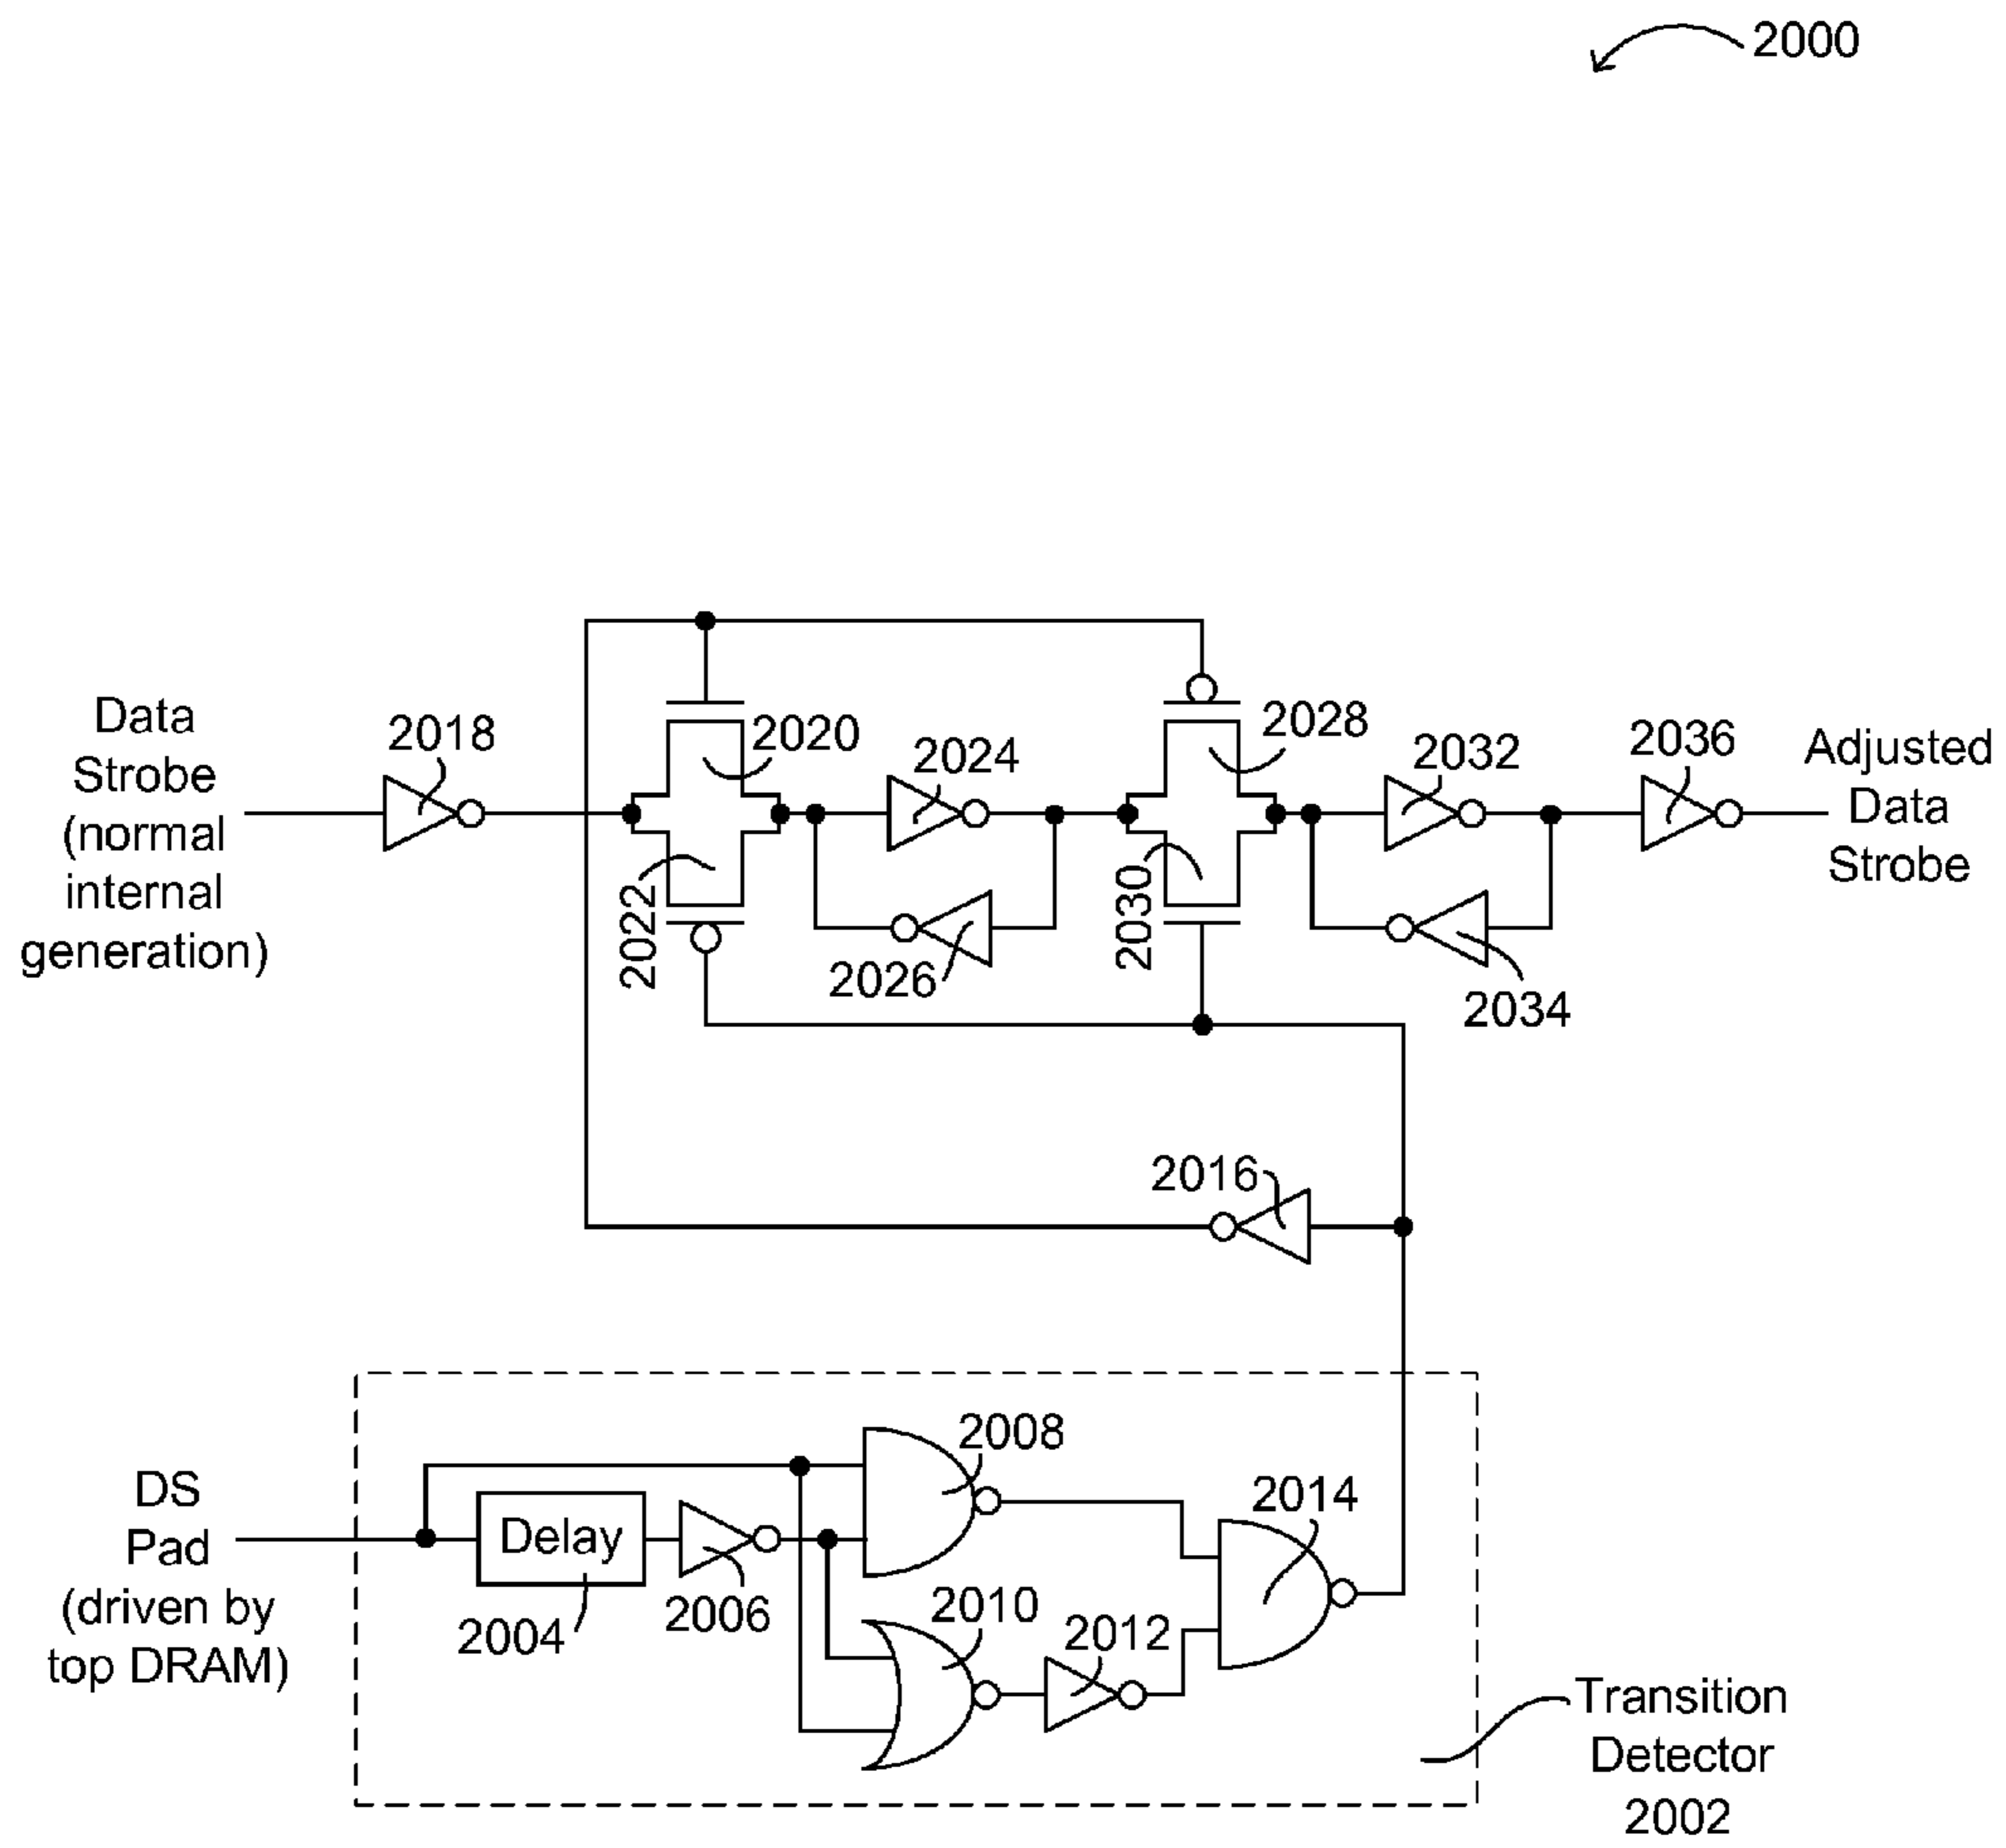 2000
Data
Strobe
(normal
internal
generation)
2018
2020
2022
2024
2026
2028
2030
2032
2034
2036
Adjusted
Data
Strobe
2016
DS
Pad
(driven by
top DRAM)
Delay
2004
2006
2008
2010
2012
2014
Transition
Detector
2002